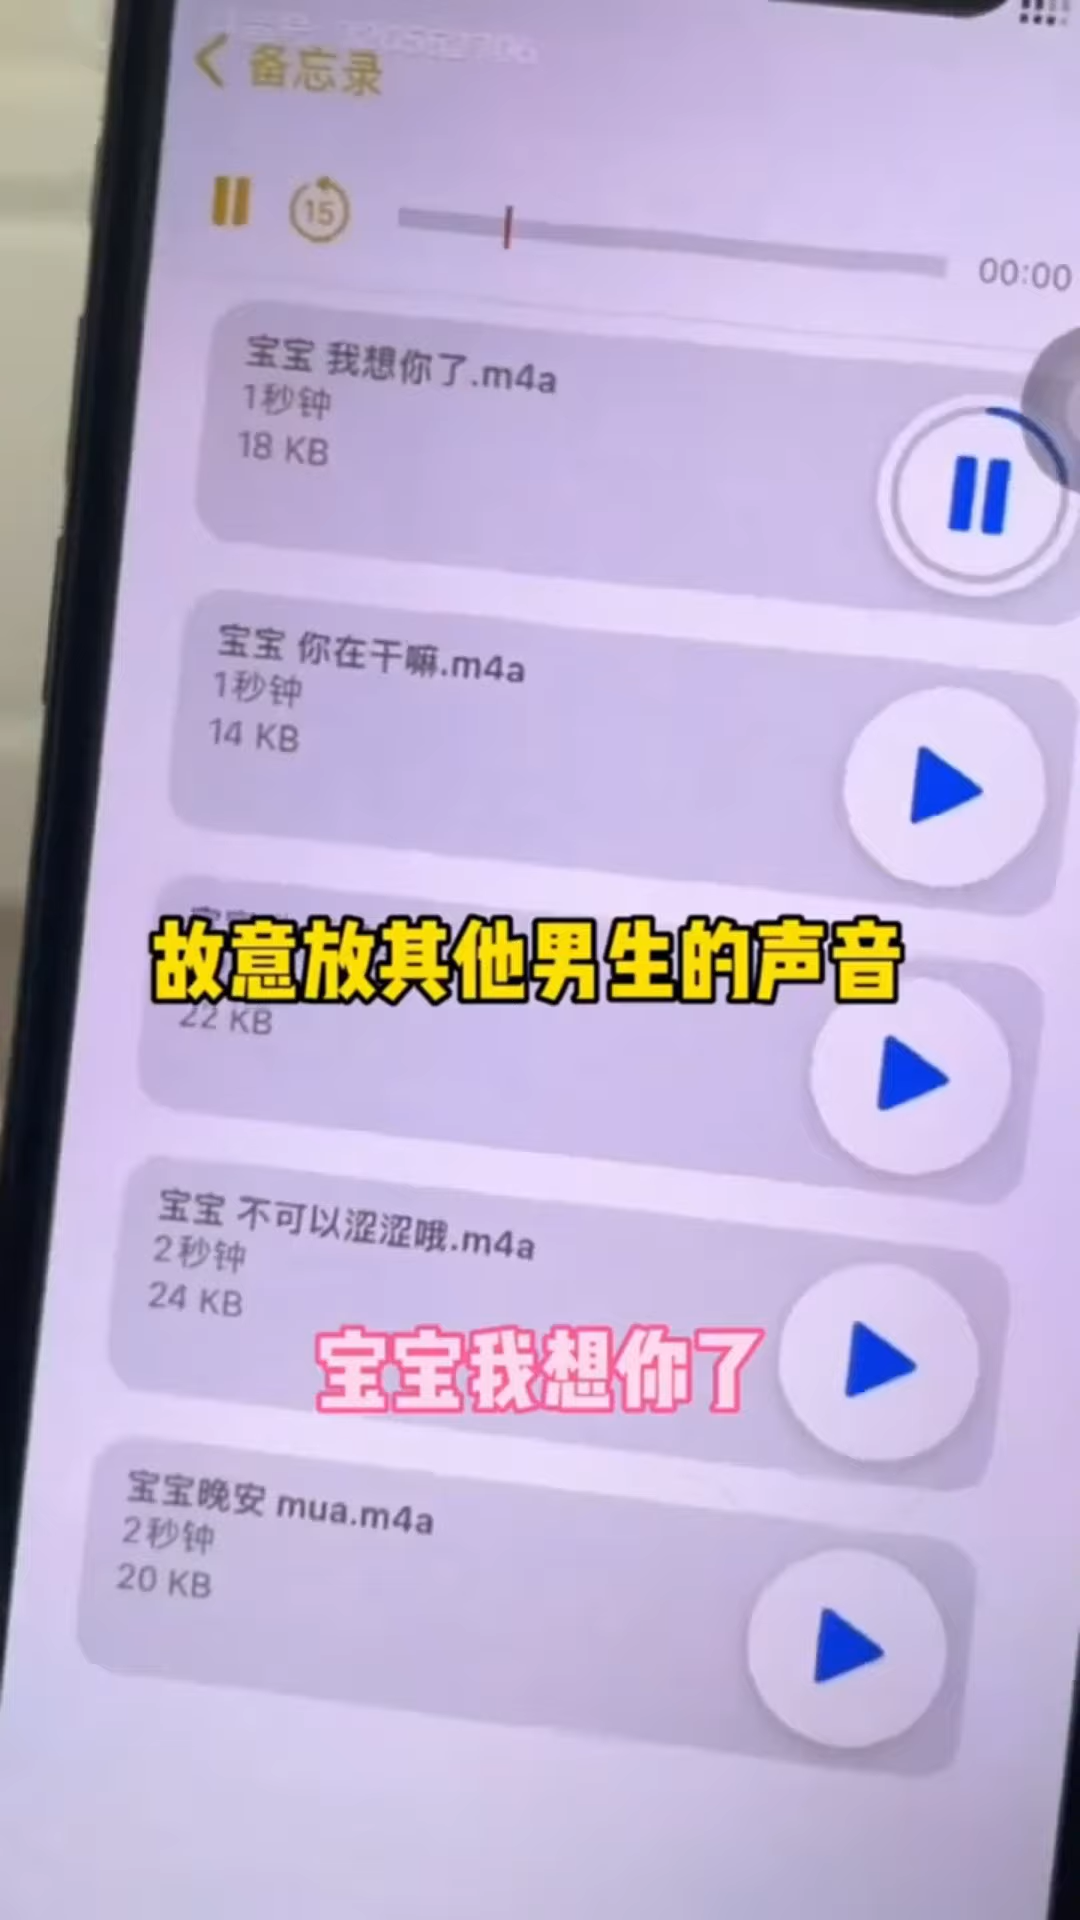 备忘录
15
00:00
宝宝 我想你了.m4a
1秒钟
18 KB
宝宝 你在干嘛.m4a
1秒钟
14 KB
故意放其他男生的声音
22 KB
宝宝 不可以涩涩哦.m4a
2秒钟
24 KB
宝宝我想你了
宝宝晚安 mua.m4a
2秒钟
20 KB